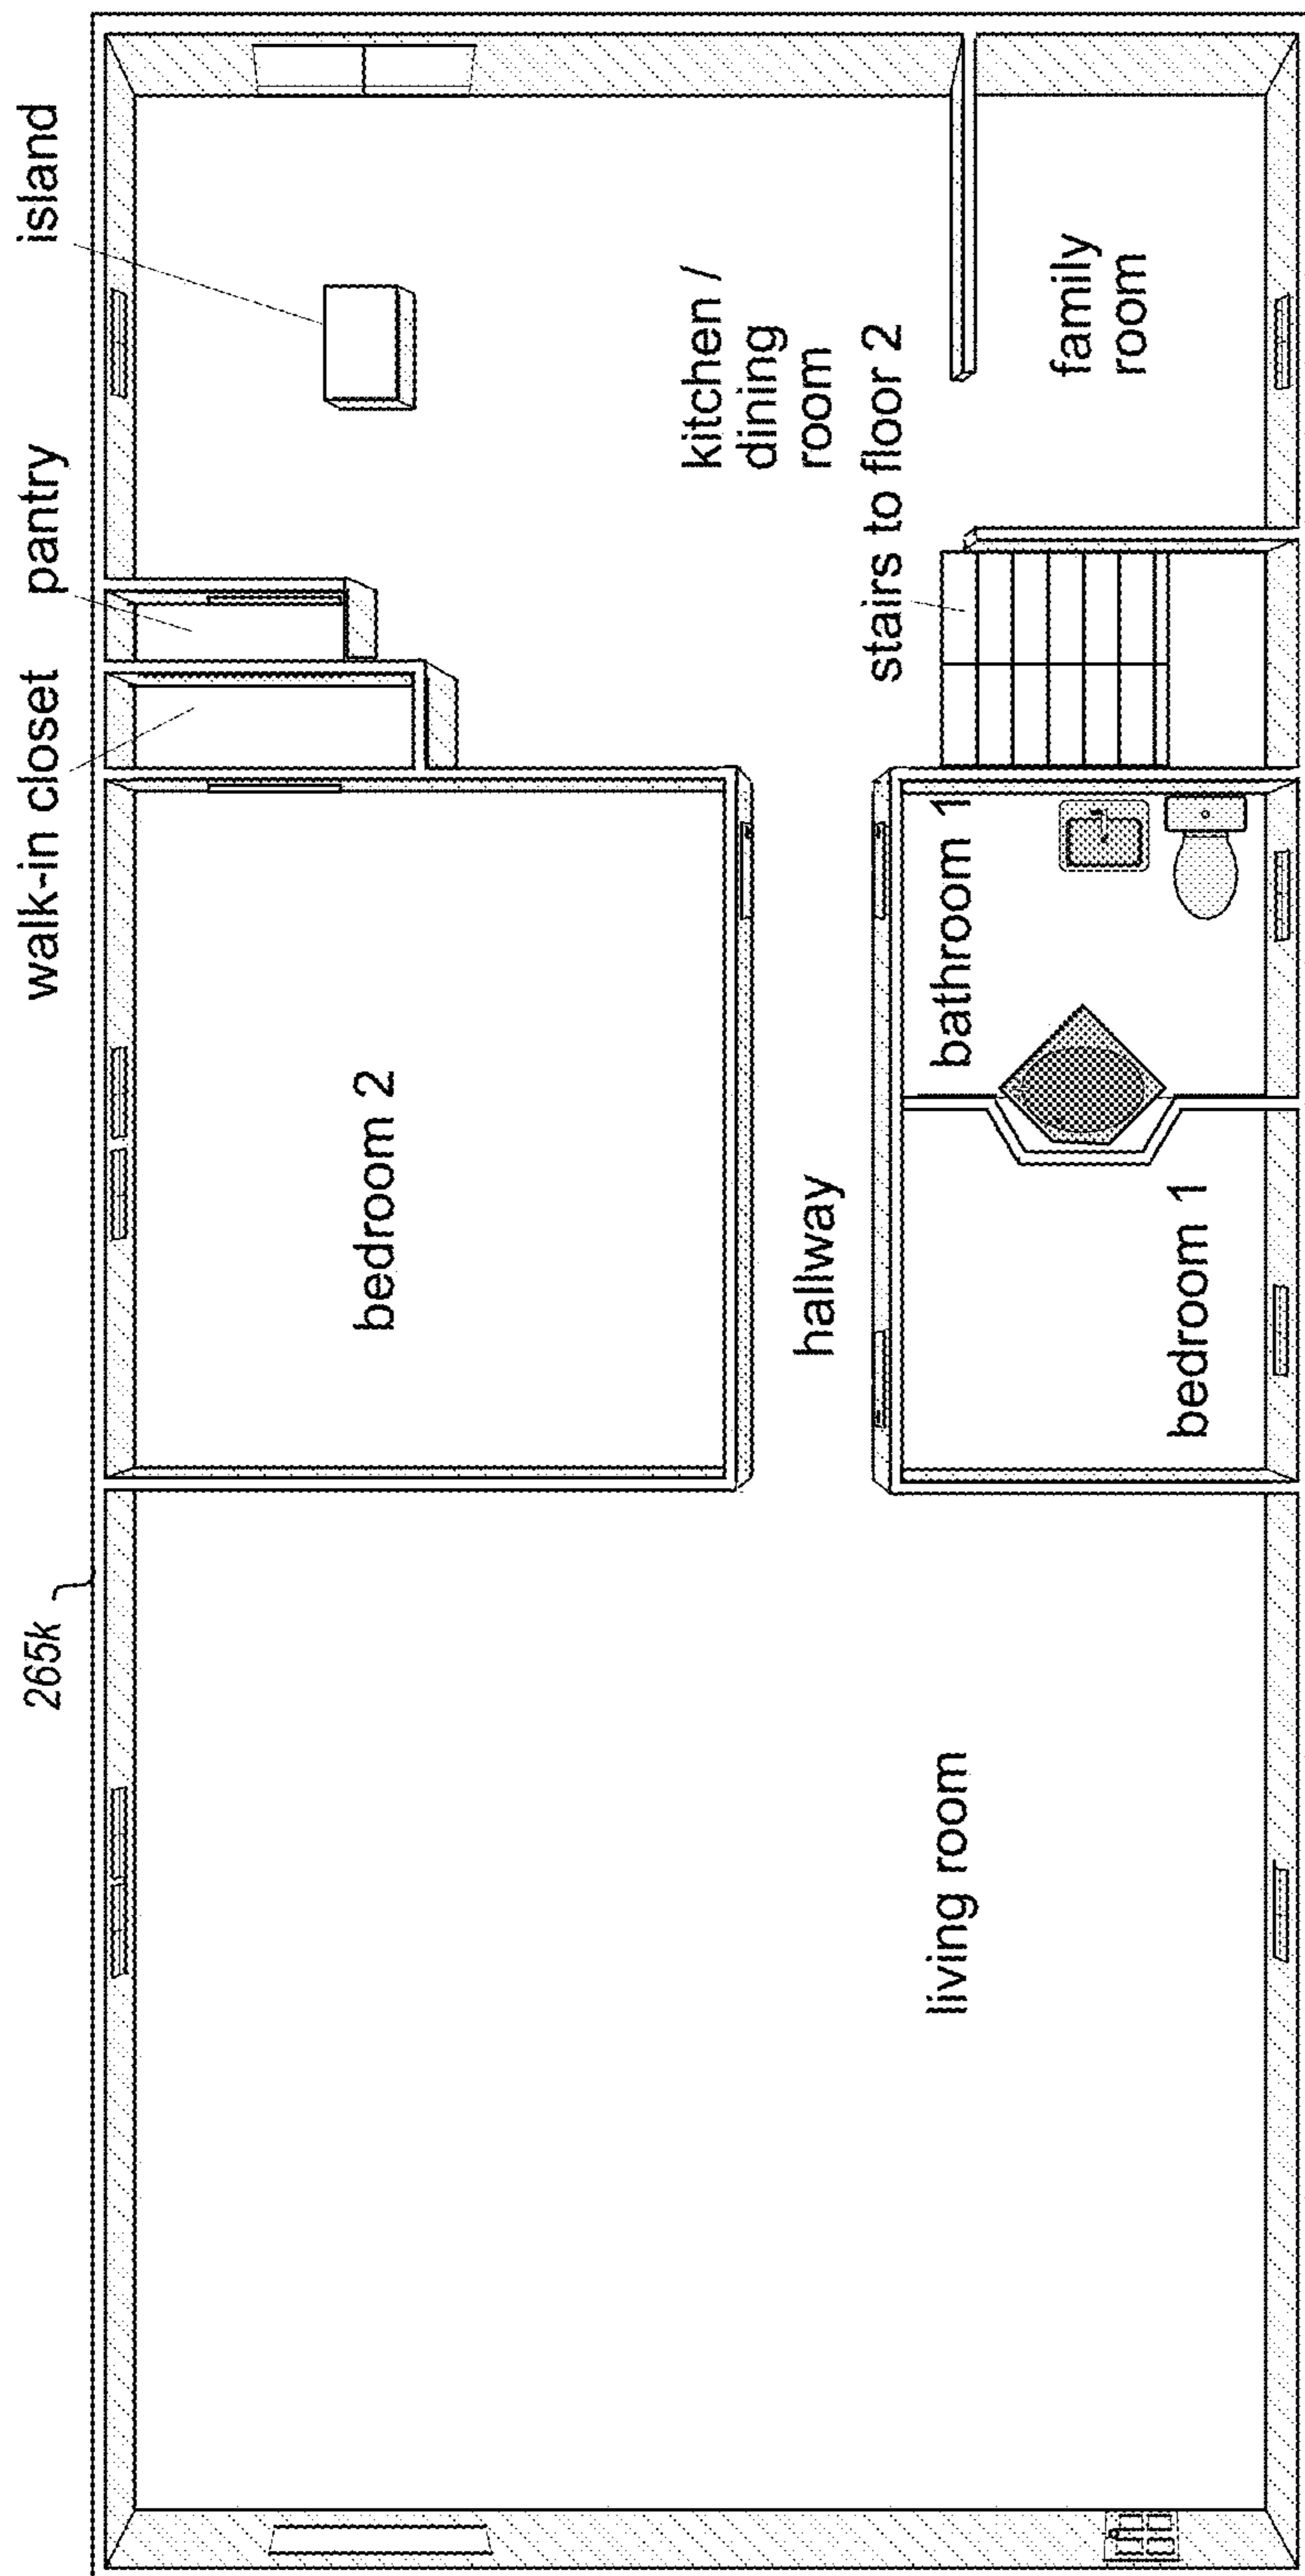 265k
walk-in closet
pantry
island
bedroom 2
kitchen /
dining
room
stairs to floor 2
hallway
living room
bathroom 1
bedroom 1
family
room